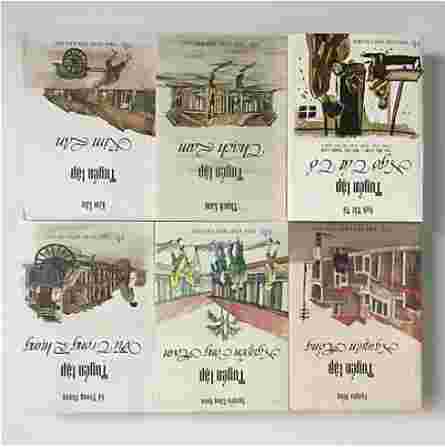 Nguyên Hồng
Tuyển tập
Nguyên Hồng
Nguyễn Công Hoan
Tuyển tập
Nguyễn Công Hoan
Vũ Trọng Phụng
Tuyển tập
Vũ Trọng Phụng
Ngô Tất Tố
Tuyển tập
Ngô Tất Tố
Thạch Lam
Tuyển tập
Thạch Lam
Kim Lân
Tuyển tập
Kim Lân